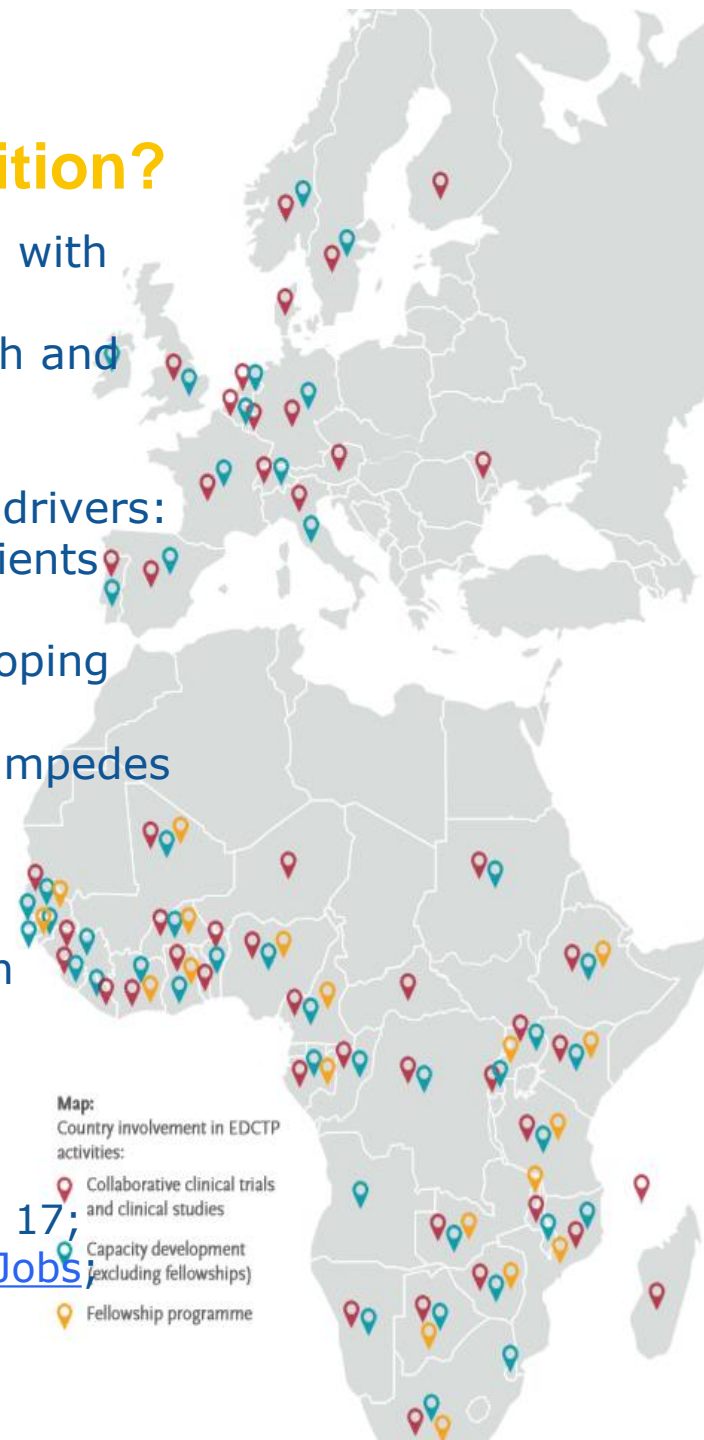 ition?
with
h and
drivers:
ients
oping
mpedes
n
Map:
Country involvement in EDCTP
activities:
Collaborative clinical trials
and clinical studies
17;
Capacity development
(excluding fellowships)
Jobs;
Fellowship programme